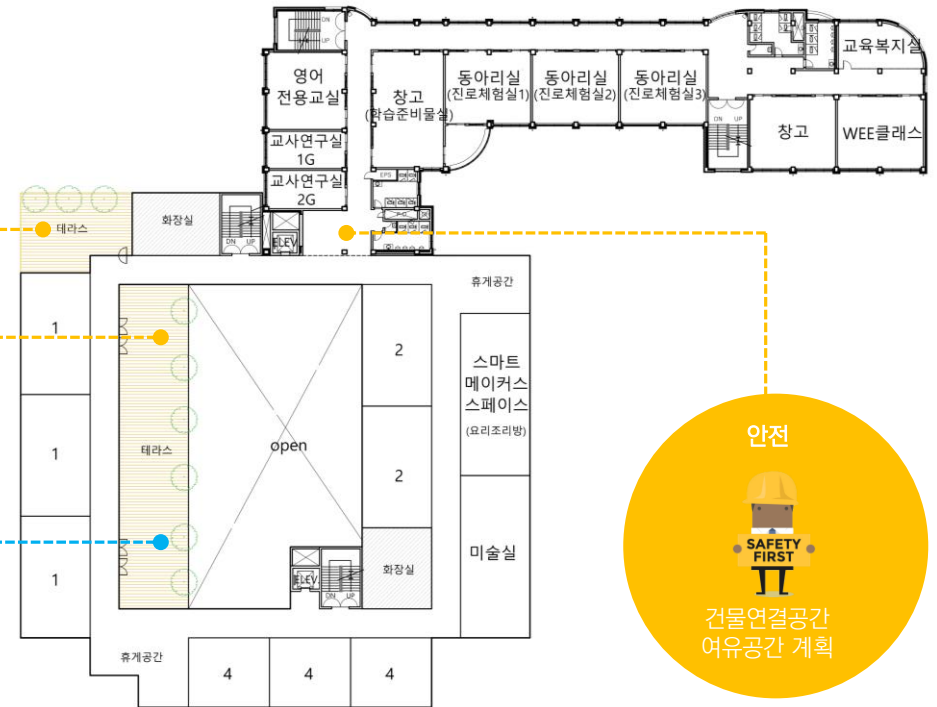 DN
UP
영어
전용교실
교사연구실
1G
교사연구실
2G
창고
(학습준비물실)
동아리실
(진로체험실1)
동아리실
(진로체험실2)
동아리실
(진로체험실3)
교육복지실
DN UP
창고
WEE클래스
EPS
테라스
화장실
DN UP
ELEV.
휴게공간
1
1
1
테라스
open
2
2
화장실
ELEV.
DN UP
스마트
메이커스
스페이스
(요리조리방)
미술실
휴게공간
4
4
4
안전
SAFETY
FIRST
건물연결공간
여유공간 계획